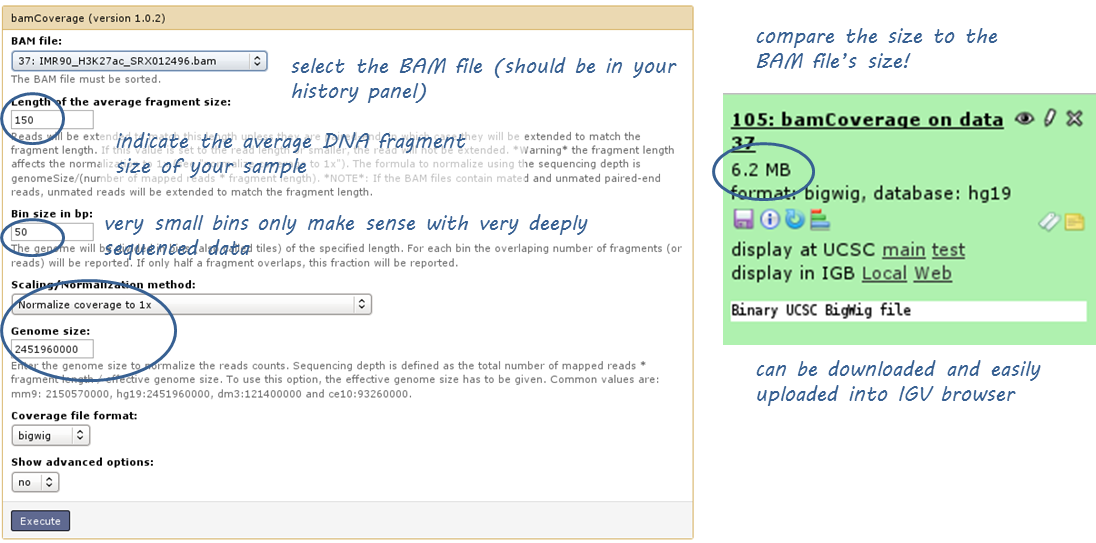 bamCoverage (version 1.0.2)
BAM file:
37: IMR90_H3K27ac_SRX012496.bam
The BAM file must be sorted.
select the BAM file (should be in your
history panel)
Length of the average fragment size:
150
Reads will be extended to match this length unless they are paired-end, in which case they will be extended to match the
fragment length. If this value is set to the read length or smaller, the read will not be extended. *Warning* the fragment length
affects the normalization to 1x "normalize coverage to 1x"). The formula to normalize using the sequencing depth is
genomeSize/(number of mapped reads * fragment length). *NOTE*: If the BAM files contain mated and unmated paired-end
reads, unmated reads will be extended to match the fragment length.
indicate the average DNA fragment
size of your sample
Bin size in bp:
50
The genome will be tiles) of the specified length. For each bin the overlaping number of fragments (or
reads) will be reported. If only half a fragment overlaps, this fraction will be reported.
very small bins only make sense with very deeply
sequenced data
Scaling/Normalization method:
Normalize coverage to 1x
Genome size:
2451960000
Enter the genome size to normalize the reads counts. Sequencing depth is defined as the total number of mapped reads *
fragment length / effective genome size. To use this option, the effective genome size has to be given. Common values are:
mm9: 2150570000, hg19:2451960000, dm3:121400000 and ce10:93260000.
Coverage file format:
bigwig
Show advanced options:
no
Execute
compare the size to the
BAM file's size!
105: bamCoverage on data
37
6.2 MB
format: bigwig, database: hg19
display at UCSC main test
display in IGB Local Web
Binary UCSC BigWig file
can be downloaded and easily
uploaded into IGV browser